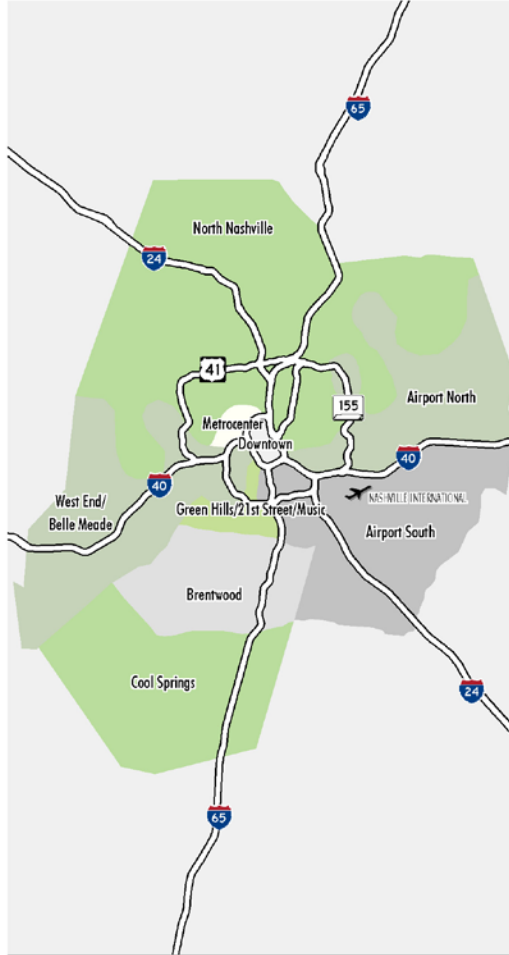 65
North Nashville
24
41
155
Airport North
Metrocenter
Downtown
40
40
NASHVILLE INTERNATIONAL
West End/
Belle Meade
Green Hills/21st Street/Music
Airport South
Brentwood
Cool Springs
24
65